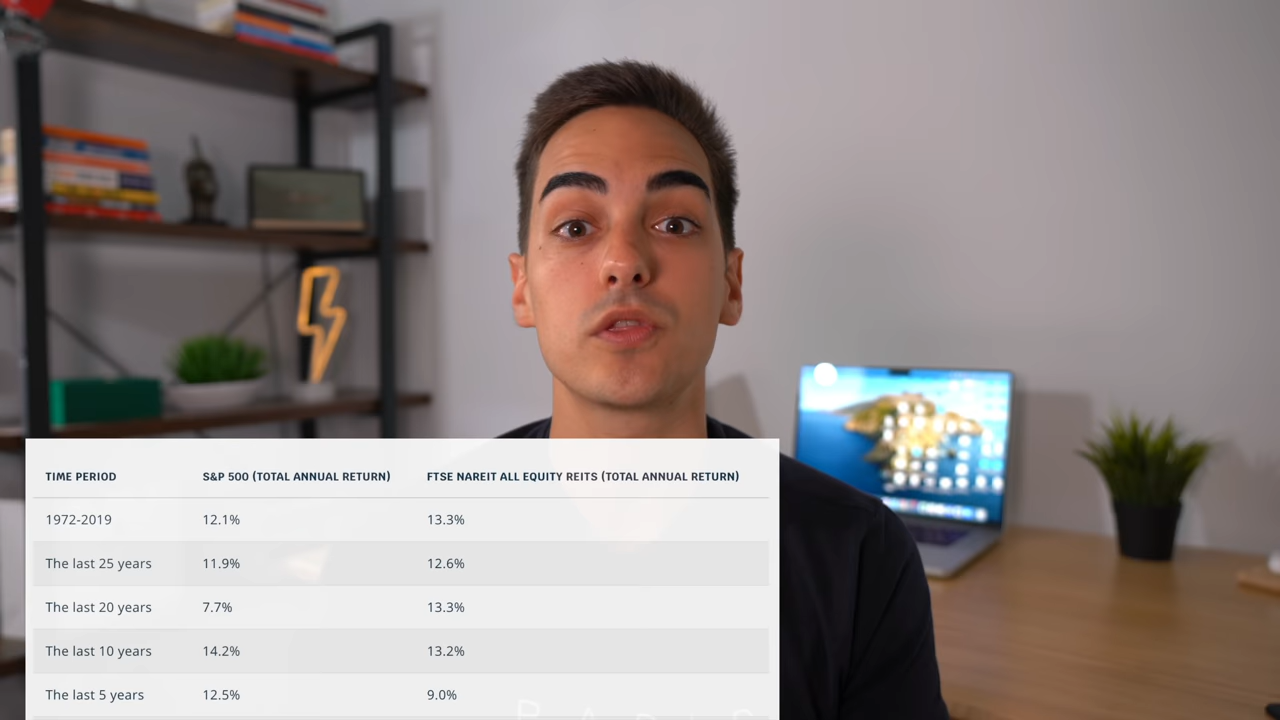 TIME PERIOD S&P 500 (TOTAL ANNUAL RETURN) FTSE NAREIT ALL EQUITY REITS (TOTAL ANNUAL RETURN)
1972-2019 12.1% 13.3%
The last 25 years 11.9% 12.6%
The last 20 years 7.7% 13.3%
The last 10 years 14.2% 13.2%
The last 5 years 12.5% 9.0%
PARIS